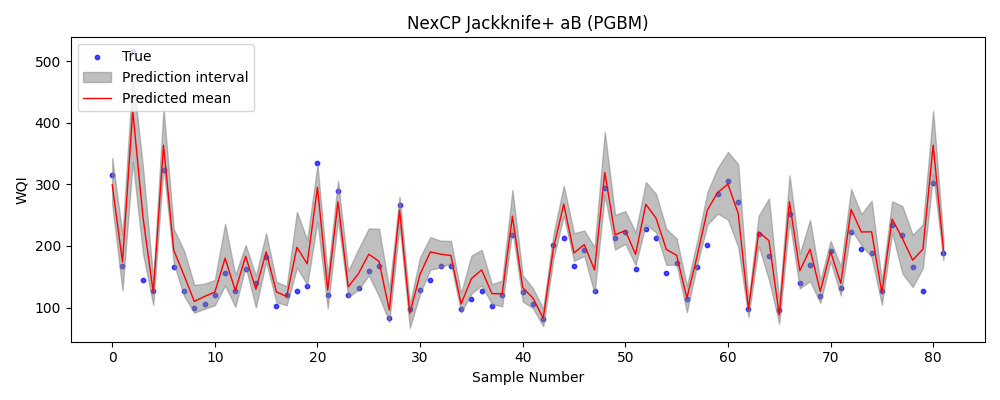 NexCP Jackknife+ aB (PGBM)
True
Prediction interval
Predicted mean
WQI
500
400
300
200
100
0 10 20 30 40 50 60 70 80
Sample Number